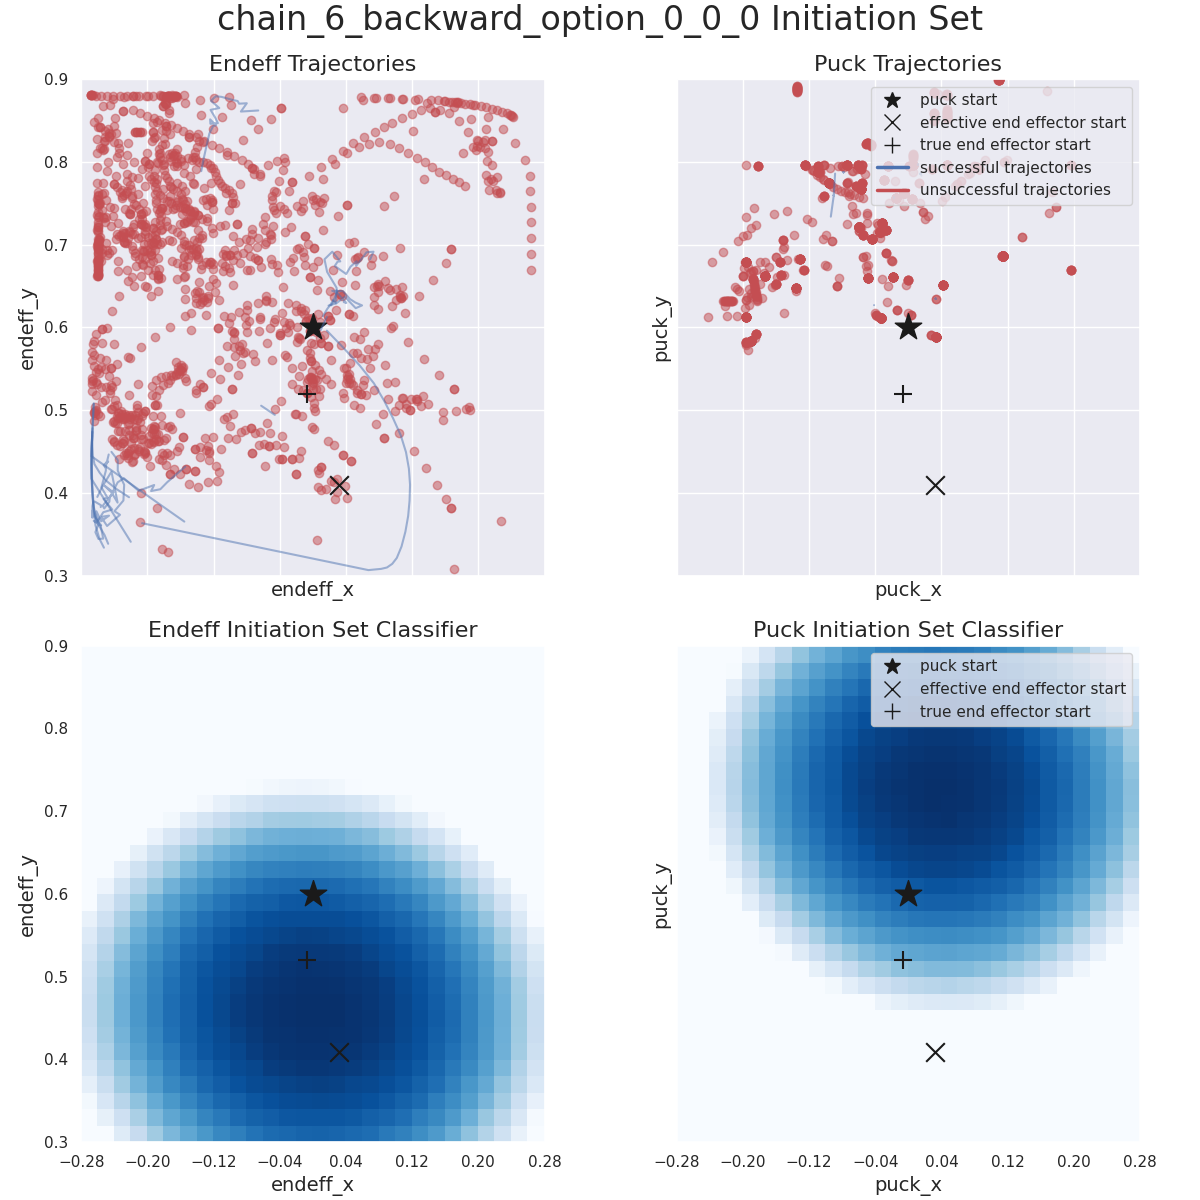 chain_6_backward_option_0_0_0 Initiation Set
Endeff Trajectories
endeff_y
0.9
0.8
0.7
0.6
0.5
0.4
0.3
endeff_x
Puck Trajectories
puck_y
puck start
effective end effector start
true end effector start
successful trajectories
unsuccessful trajectories
puck_x
Endeff Initiation Set Classifier
endeff_y
0.9
0.8
0.7
0.6
0.5
0.4
0.3
−0.28 −0.20 −0.12 −0.04 0.04 0.12 0.20 0.28
endeff_x
Puck Initiation Set Classifier
puck_y
puck start
effective end effector start
true end effector start
−0.28 −0.20 −0.12 −0.04 0.04 0.12 0.20 0.28
puck_x